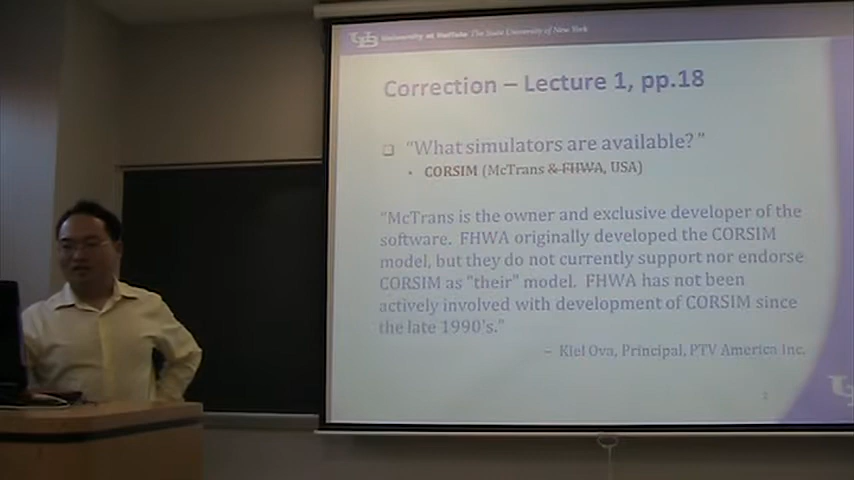 UB University at Buffalo The State University of New York
Correction – Lecture 1, pp.18
"What simulators are available?"
• CORSIM (McTrans & FHWA, USA)
"McTrans is the owner and exclusive developer of the
software. FHWA originally developed the CORSIM
model, but they do not currently support nor endorse
CORSIM as "their" model. FHWA has not been
actively involved with development of CORSIM since
the late 1990's."
– Kiel Ova, Principal, PTV America Inc.
2